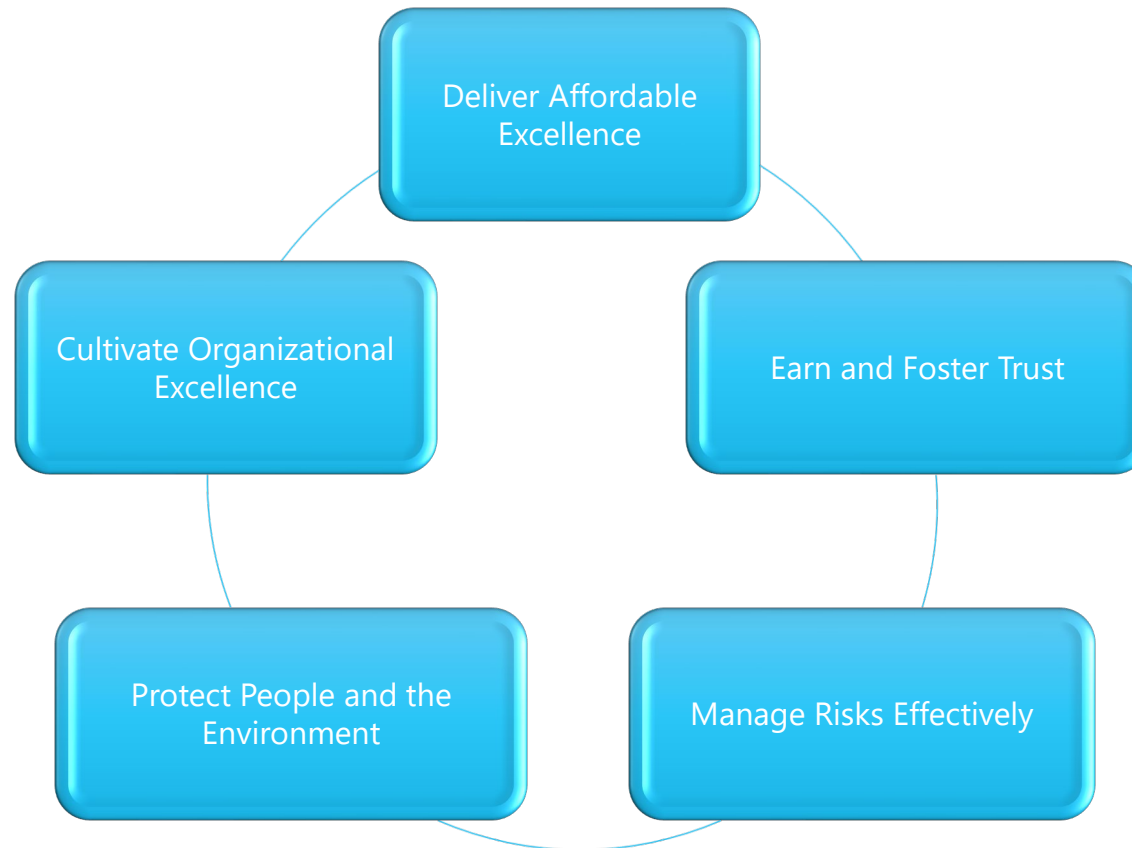 Deliver Affordable
Excellence
Cultivate Organizational
Excellence
Earn and Foster Trust
Protect People and the
Environment
Manage Risks Effectively